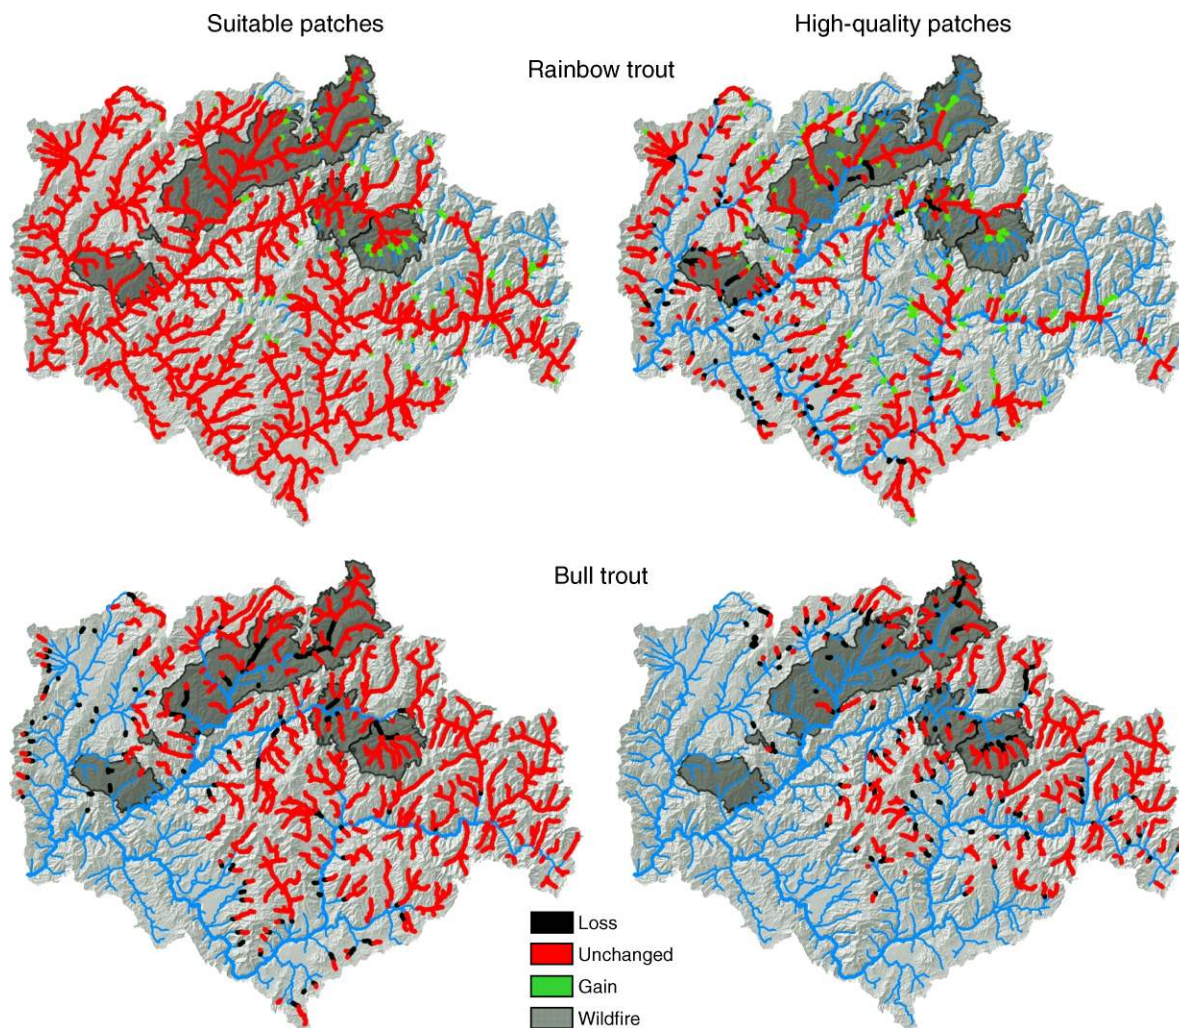 Suitable patches
High-quality patches
Rainbow trout
Bull trout
Loss
Unchanged
Gain
Wildfire